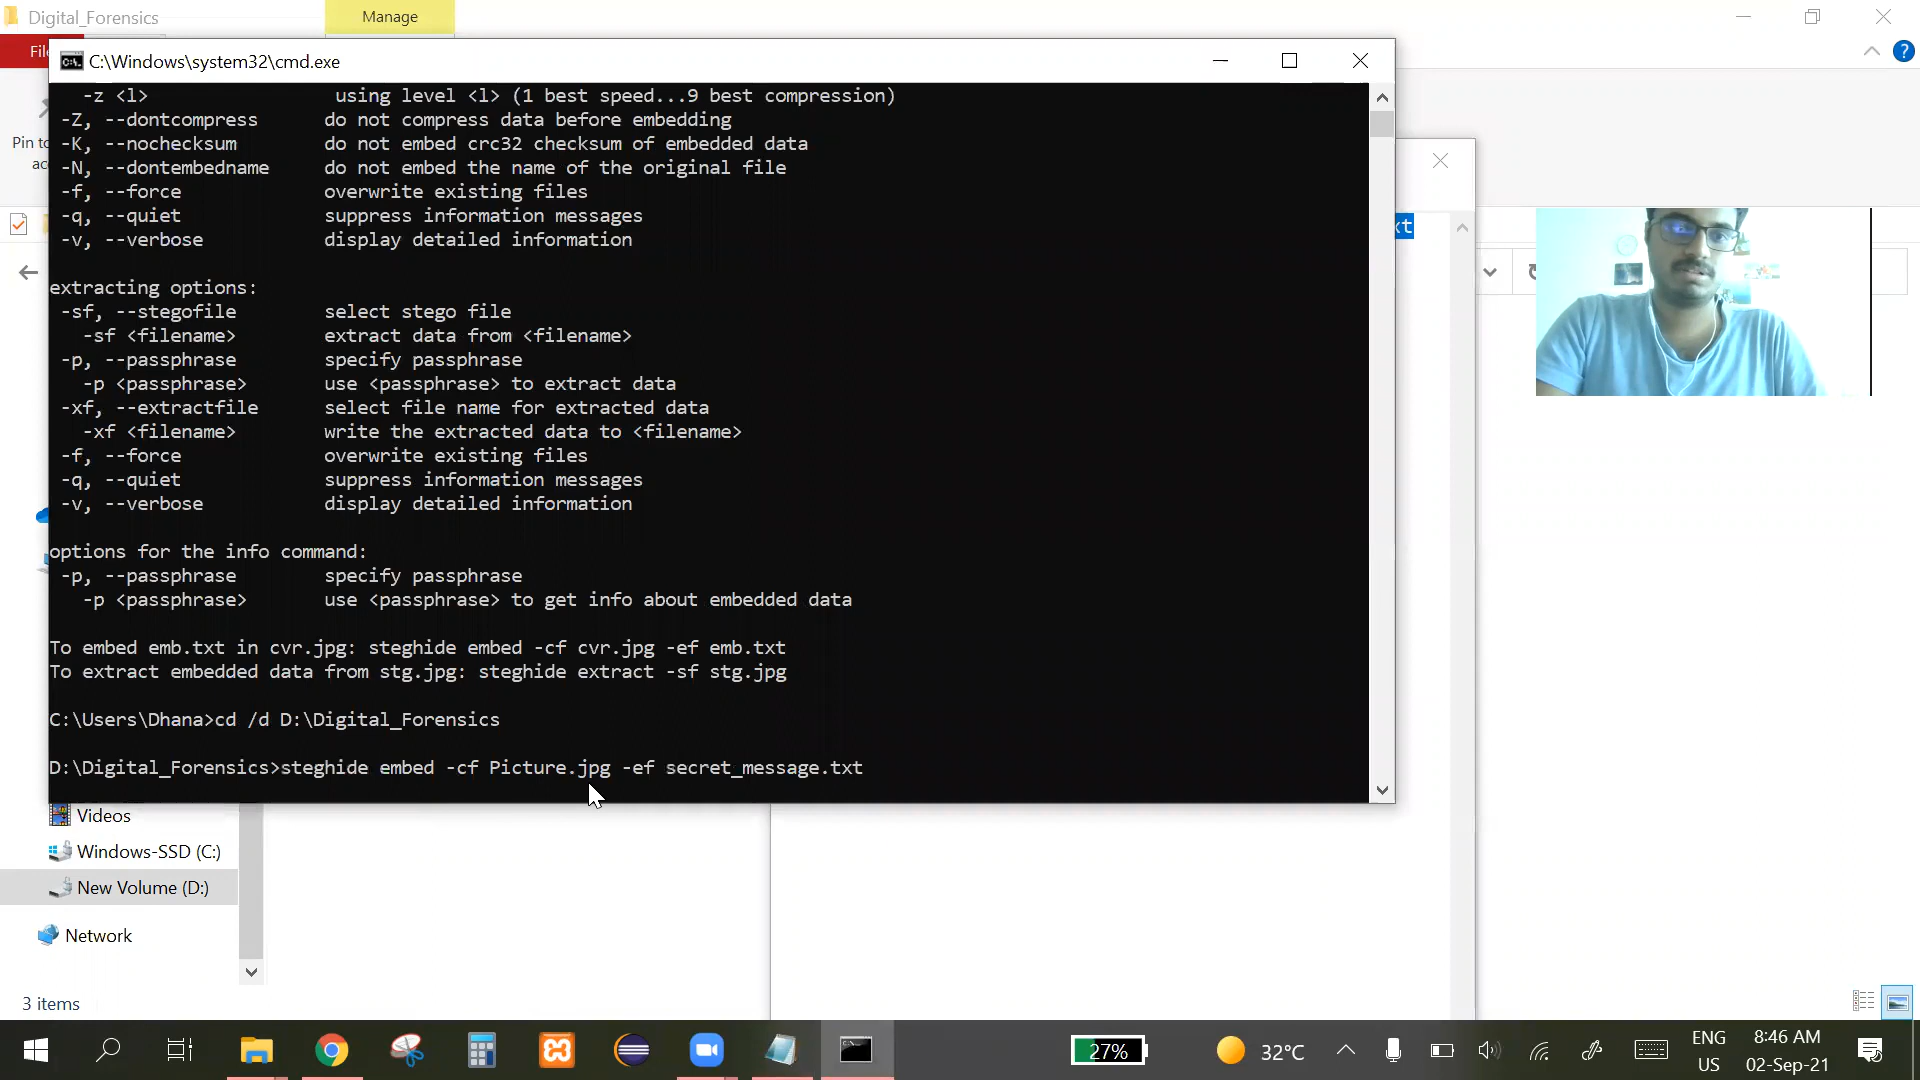 Digital_Forensics
Manage
File
C:\Windows\system32\cmd.exe
Pin to
-z <l> using level <l> (1 best speed...9 best compression)
-Z, --dontcompress do not compress data before embedding
-K, --nochecksum do not embed crc32 checksum of embedded data
-N, --dontembedname do not embed the name of the original file
-f, --force overwrite existing files
-q, --quiet suppress information messages
-v, --verbose display detailed information
extracting options:
-sf, --stegofile select stego file
-sf <filename> extract data from <filename>
-p, --passphrase specify passphrase
-p <passphrase> use <passphrase> to extract data
-xf, --extractfile select file name for extracted data
-xf <filename> write the extracted data to <filename>
-f, --force overwrite existing files
-q, --quiet suppress information messages
-v, --verbose display detailed information
options for the info command:
-p, --passphrase specify passphrase
-p <passphrase> use <passphrase> to get info about embedded data
To embed emb.txt in cvr.jpg: steghide embed -cf cvr.jpg -ef emb.txt
To extract embedded data from stg.jpg: steghide extract -sf stg.jpg
C:\Users\Dhana>cd /d D:\Digital_Forensics
D:\Digital_Forensics>steghide embed -cf Picture.jpg -ef secret_message.txt
Videos
Windows-SSD (C:)
New Volume (D:)
Network
3 items
27%
32°C
ENG
US
8:46 AM
02-Sep-21